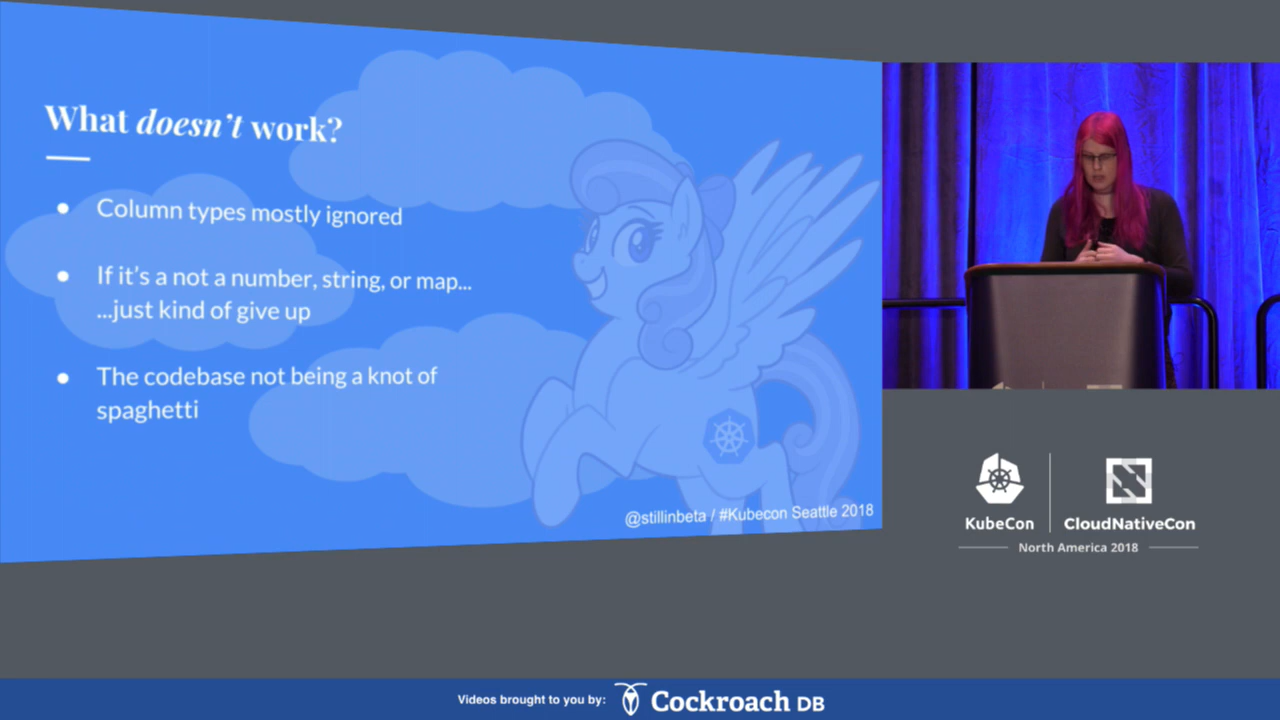 What doesn't work?
● Column types mostly ignored
● If it's a not a number, string, or map...
...just kind of give up
● The codebase not being a knot of
spaghetti
@stillinbeta / #Kubecon Seattle 2018
KubeCon
CloudNativeCon
North America 2018
Videos brought to you by:
Cockroach DB